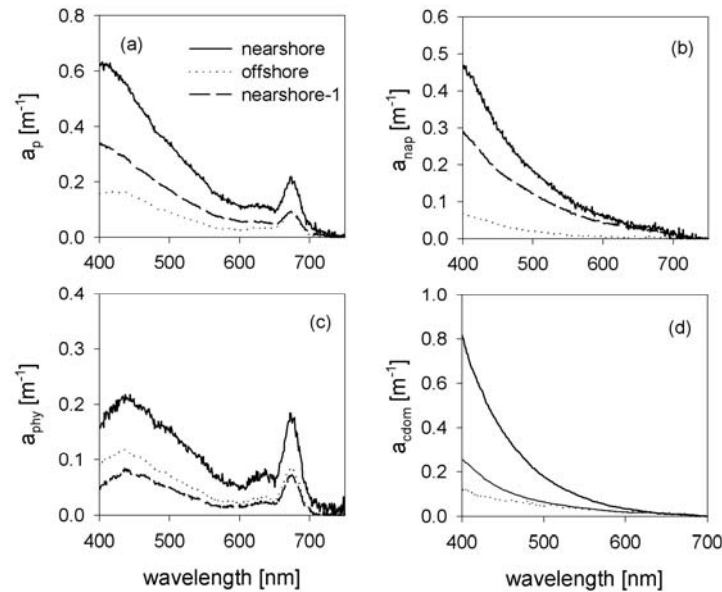 (a)
nearshore
offshore
nearshore-1
a_p [m^-1]
0.8
0.6
0.4
0.2
0.0
400 500 600 700
(b)
a_nap [m^-1]
0.6
0.5
0.4
0.3
0.2
0.1
0.0
400 500 600 700
(c)
a_phy [m^-1]
0.4
0.3
0.2
0.1
0.0
400 500 600 700
wavelength [nm]
(d)
a_cdom [m^-1]
1.0
0.8
0.6
0.4
0.2
0.0
400 500 600 700
wavelength [nm]